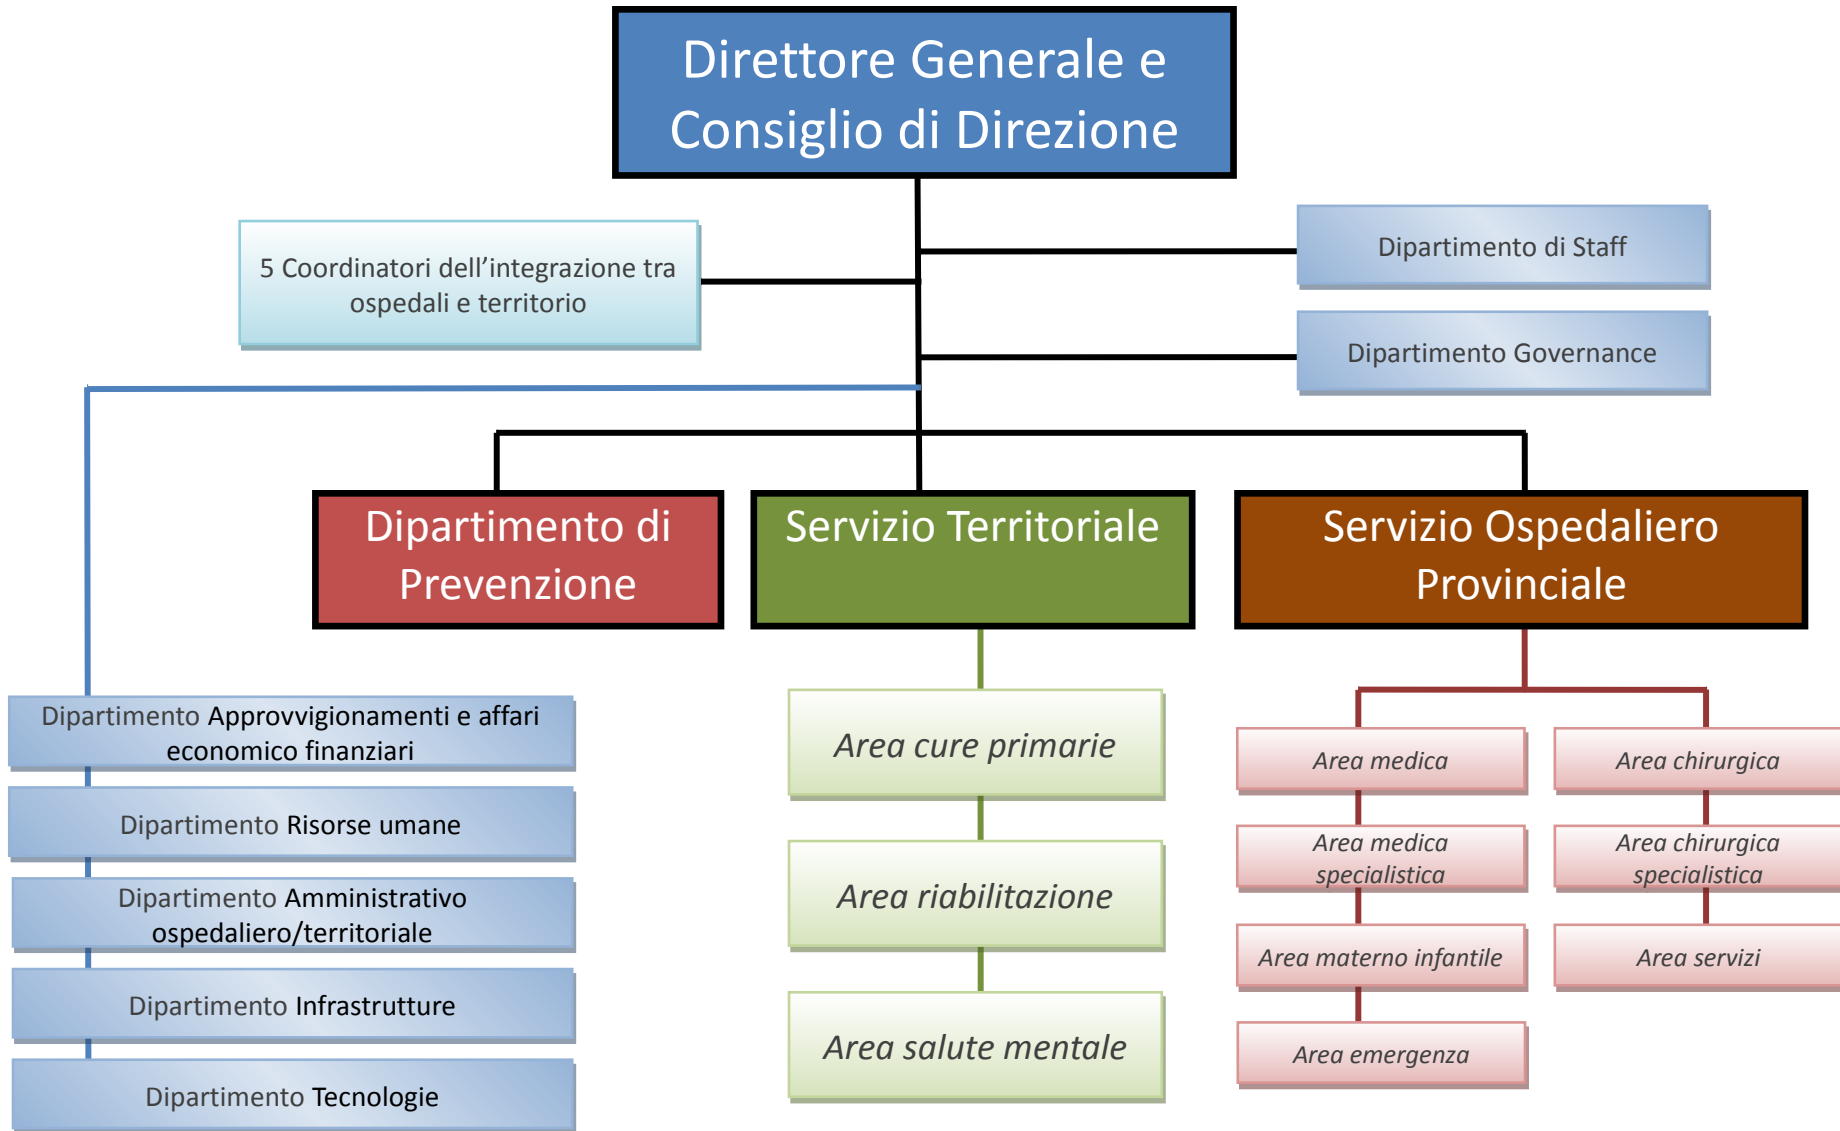 Direttore Generale e
Consiglio di Direzione
5 Coordinatori dell’integrazione tra
ospedali e territorio
Dipartimento di Staff
Dipartimento Governance
Dipartimento di
Prevenzione
Servizio Territoriale
Servizio Ospedaliero
Provinciale
Dipartimento Approvvigionamenti e affari
economico finanziari
Dipartimento Risorse umane
Dipartimento Amministrativo
ospedaliero/territoriale
Dipartimento Infrastrutture
Dipartimento Tecnologie
Area cure primarie
Area riabilitazione
Area salute mentale
Area medica
Area medica
specialistica
Area materno infantile
Area emergenza
Area chirurgica
Area chirurgica
specialistica
Area servizi